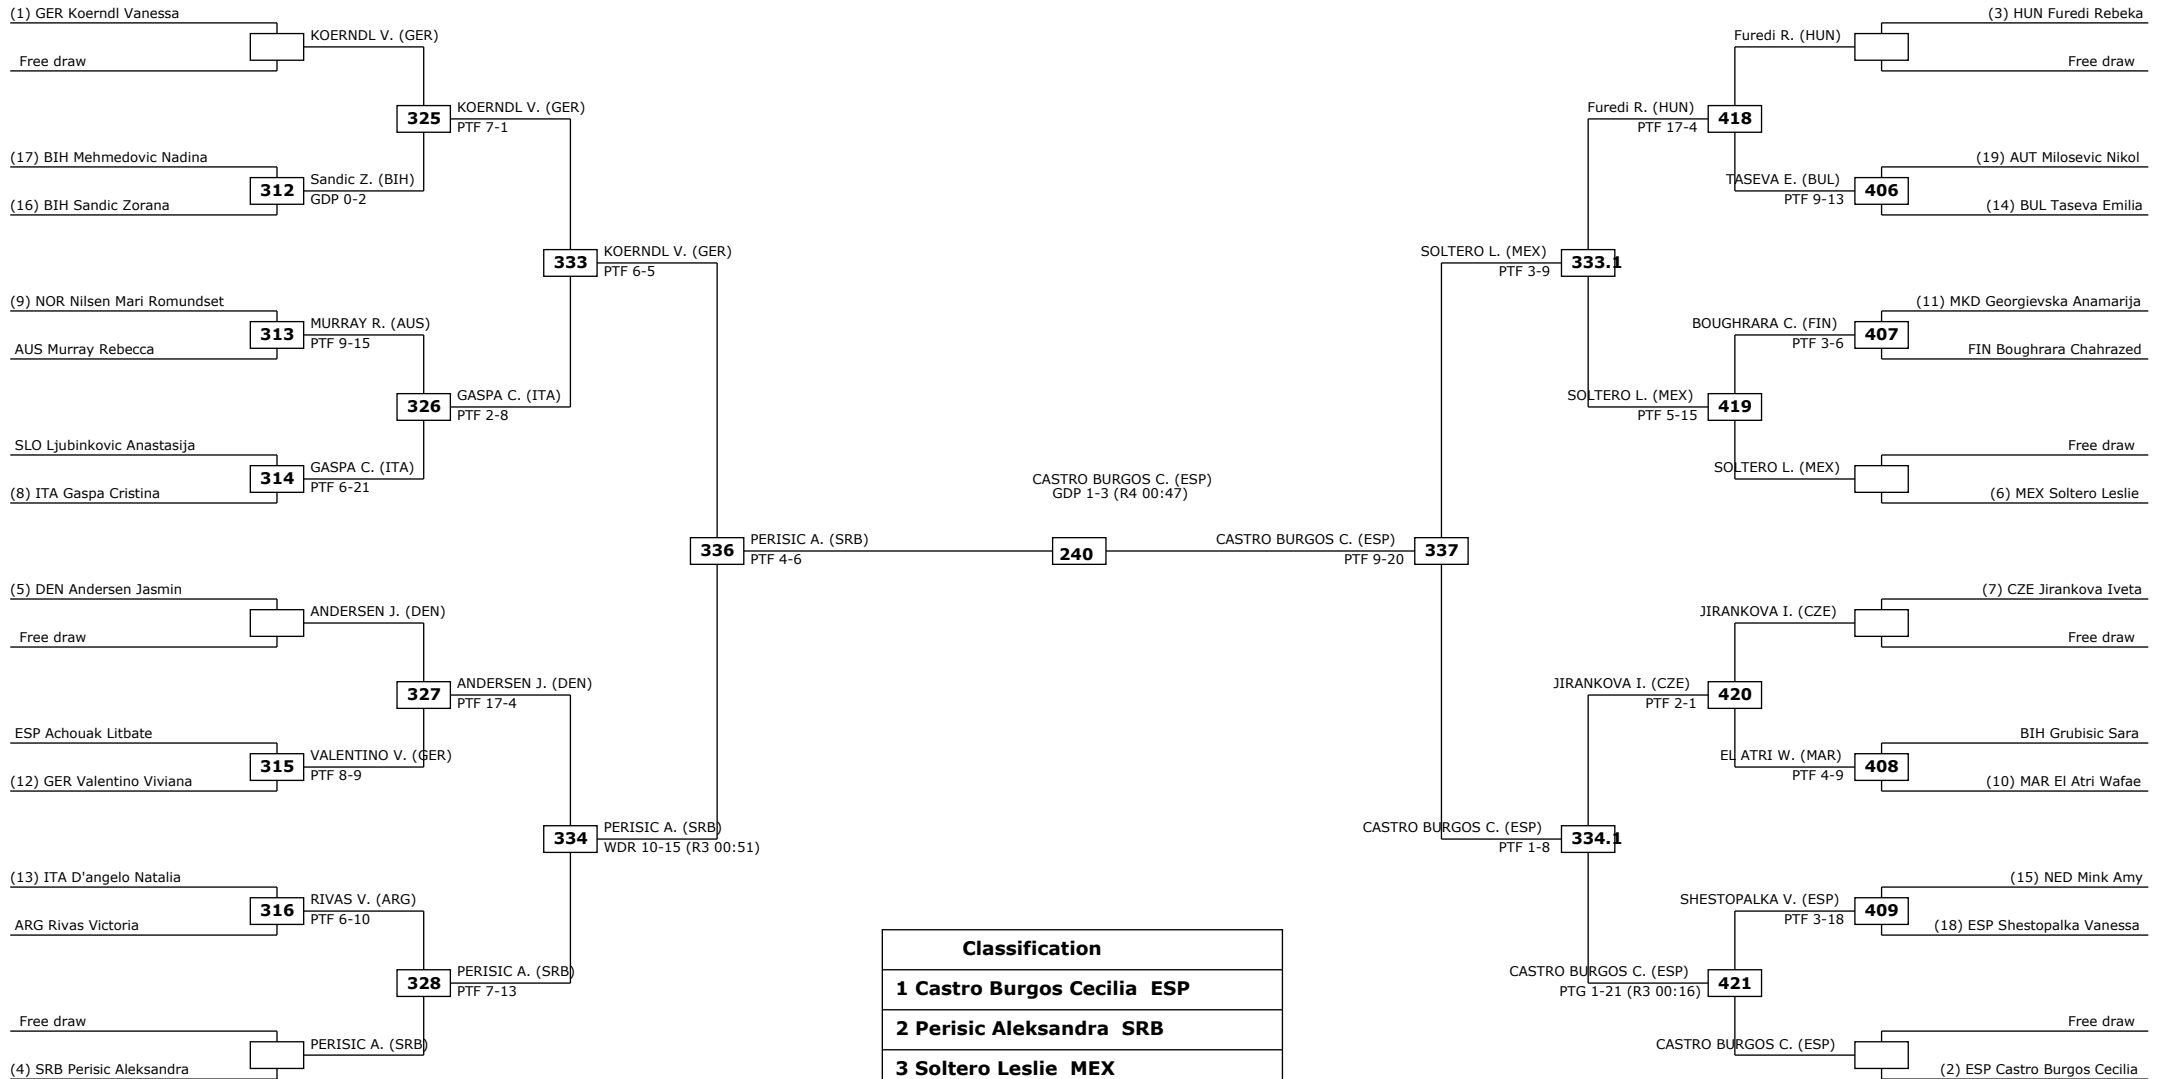 (1) GER Koerndl Vanessa
KOERNDL V. (GER)
Free draw
325
KOERNDL V. (GER)
PTF 7-1
(17) BIH Mehmedovic Nadina
312
Sandic Z. (BIH)
GDP 0-2
(16) BIH Sandic Zorana
333
KOERNDL V. (GER)
PTF 6-5
(9) NOR Nilsen Mari Romundset
313
MURRAY R. (AUS)
PTF 9-15
AUS Murray Rebecca
326
GASPA C. (ITA)
PTF 2-8
SLO Ljubinkovic Anastasija
314
GASPA C. (ITA)
PTF 6-21
(8) ITA Gaspa Cristina
336
PERISIC A. (SRB)
PTF 4-6
(5) DEN Andersen Jasmin
ANDERSEN J. (DEN)
Free draw
327
ANDERSEN J. (DEN)
PTF 17-4
ESP Achouak Litbate
315
VALENTINO V. (GER)
PTF 8-9
(12) GER Valentino Viviana
334
PERISIC A. (SRB)
WDR 10-15 (R3 00:51)
(13) ITA D'angelo Natalia
316
RIVAS V. (ARG)
PTF 6-10
ARG Rivas Victoria
328
PERISIC A. (SRB)
PTF 7-13
Free draw
PERISIC A. (SRB)
(4) SRB Perisic Aleksandra
CASTRO BURGOS C. (ESP)
GDP 1-3 (R4 00:47)
240
(3) HUN Furedi Rebeka
Furedi R. (HUN)
Free draw
Furedi R. (HUN)
PTF 17-4
418
(19) AUT Milosevic Nikol
TASEVA E. (BUL)
PTF 9-13
406
(14) BUL Taseva Emilia
SOLTERO L. (MEX)
PTF 3-9
333.1
(11) MKD Georgievska Anamarija
BOUGHRARA C. (FIN)
PTF 3-6
407
FIN Boughrara Chahrazed
SOLTERO L. (MEX)
PTF 5-15
419
Free draw
SOLTERO L. (MEX)
(6) MEX Soltero Leslie
CASTRO BURGOS C. (ESP)
PTF 9-20
337
(7) CZE Jirankova Iveta
JIRANKOVA I. (CZE)
Free draw
JIRANKOVA I. (CZE)
PTF 2-1
420
BIH Grubisic Sara
EL ATRI W. (MAR)
PTF 4-9
408
(10) MAR El Atri Wafae
CASTRO BURGOS C. (ESP)
PTF 1-8
334.1
(15) NED Mink Amy
SHESTOPALKA V. (ESP)
PTF 3-18
409
(18) ESP Shestopalka Vanessa
CASTRO BURGOS C. (ESP)
PTG 1-21 (R3 00:16)
421
Free draw
CASTRO BURGOS C. (ESP)
(2) ESP Castro Burgos Cecilia
Classification
1 Castro Burgos Cecilia ESP
2 Perisic Aleksandra SRB
3 Soltero Leslie MEX